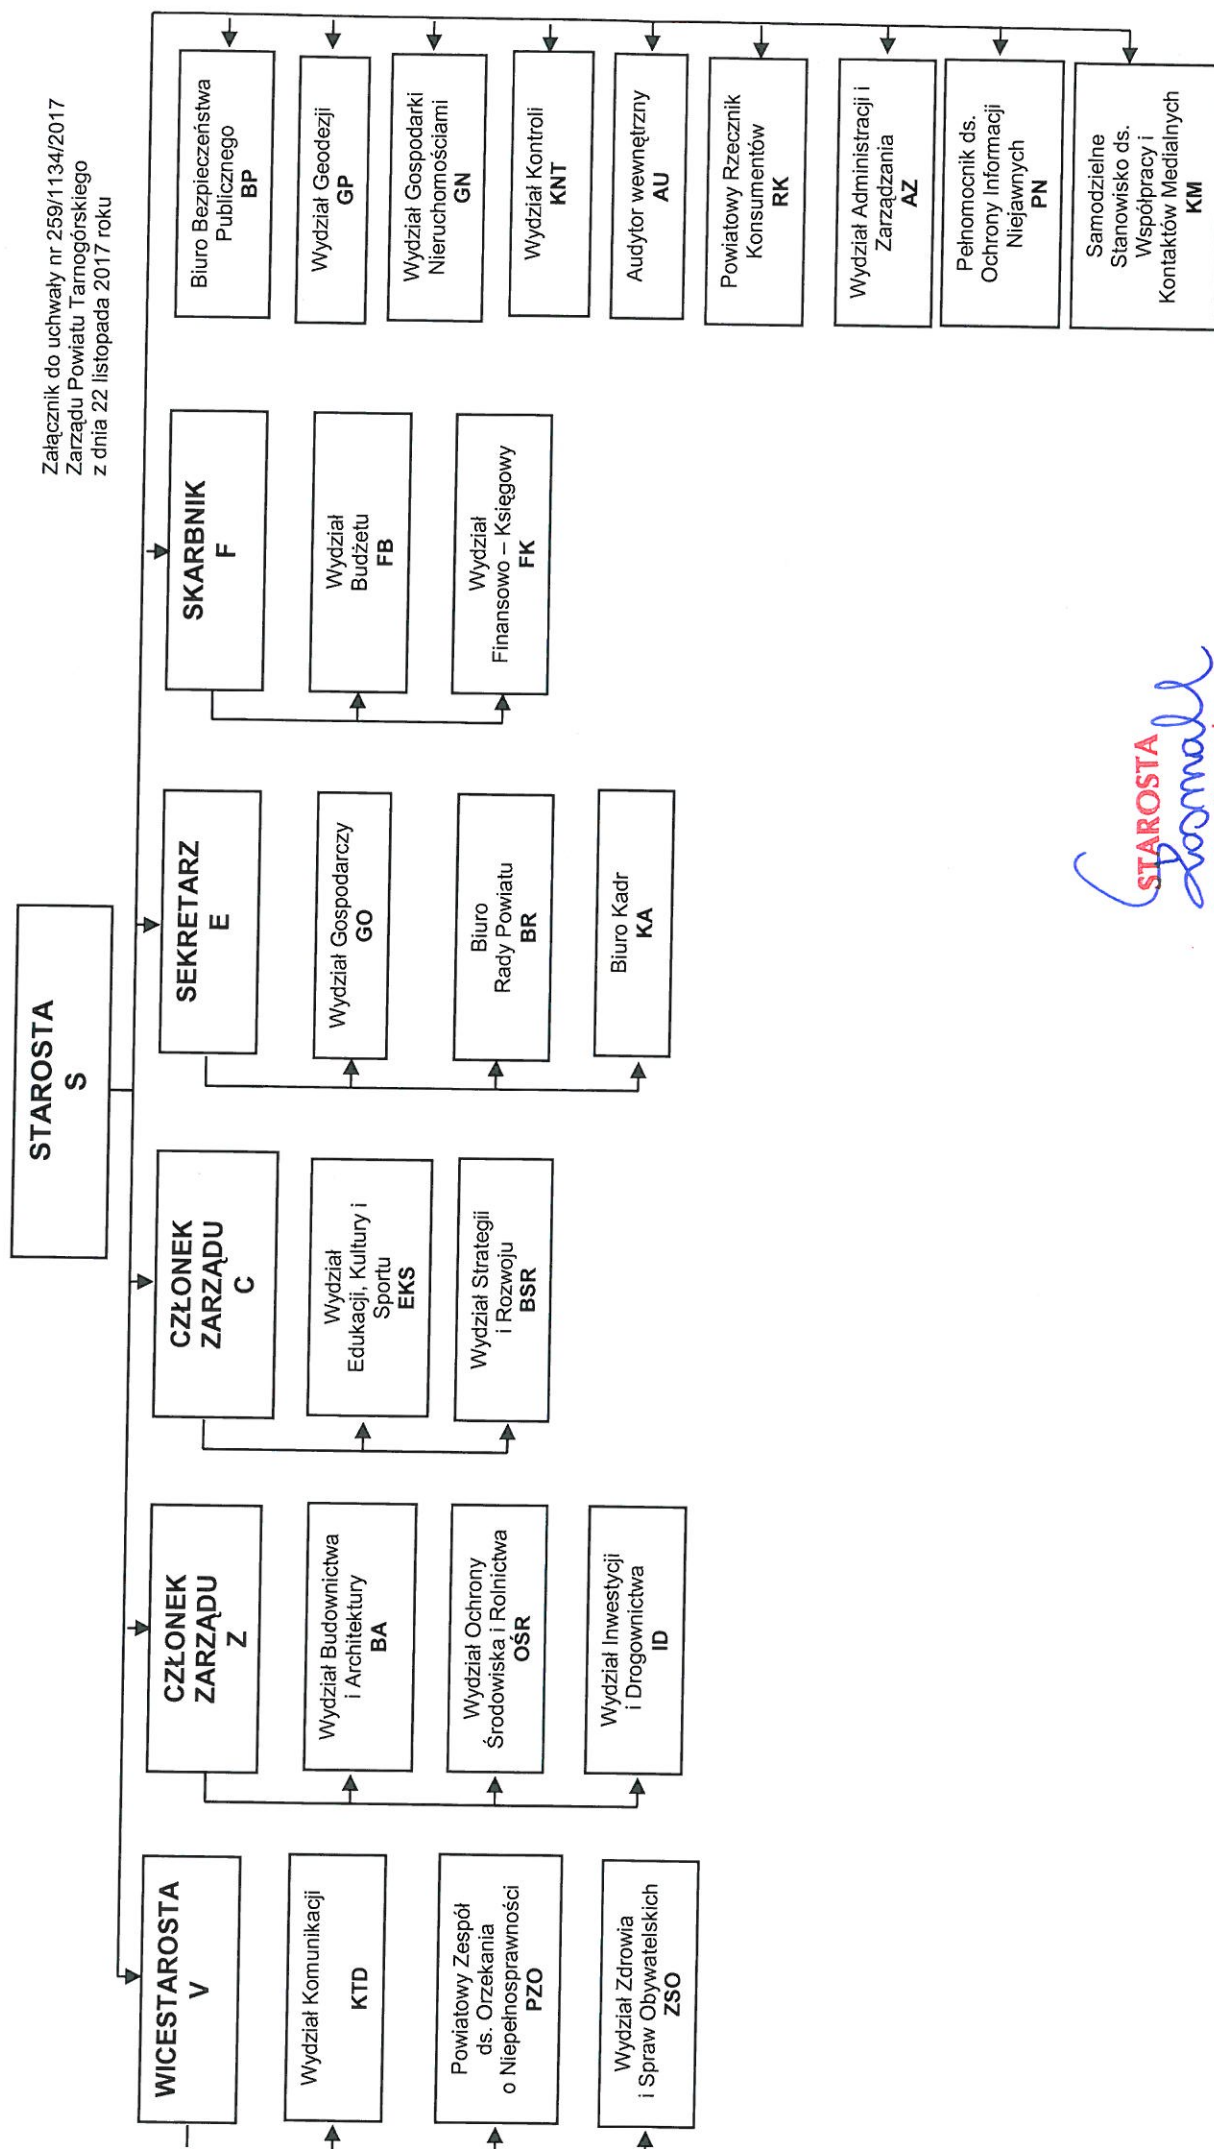 Załącznik do uchwały nr 259/1134/2017
Zarządu Powiatu Tarnogórskiego
z dnia 22 listopada 2017 roku
STAROSTA
S
WICESTAROSTA
V
Wydział Komunikacji
KTD
Powiatowy Zespół
ds. Orzekania
o Niepełnosprawności
PZO
Wydział Zdrowia
i Spraw Obywatelskich
ZSO
CZŁONEK
ZARZĄDU
Z
Wydział Budownictwa
i Architektury
BA
Wydział Ochrony
Środowiska i Rolnictwa
OŚR
Wydział Inwestycji
i Drogownictwa
ID
CZŁONEK
ZARZĄDU
C
Wydział
Edukacji, Kultury i
Sportu
EKS
Wydział Strategii
i Rozwoju
BSR
SEKRETARZ
E
Wydział Gospodarczy
GO
Biuro
Rady Powiatu
BR
Biuro Kadr
KA
SKARBNIK
F
Wydział
Budżetu
FB
Wydział
Finansowo – Księgowy
FK
Biuro Bezpieczeństwa
Publicznego
BP
Wydział Geodezji
GP
Wydział Gospodarki
Nieruchomościami
GN
Wydział Kontroli
KNT
Audytor wewnętrzny
AU
Powiatowy Rzecznik
Konsumentów
RK
Wydział Administracji i
Zarządzania
AZ
Pełnomocnik ds.
Ochrony Informacji
Niejawnych
PN
Samodzielne
Stanowisko ds.
Współpracy i
Kontaktów Medialnych
KM
STAROSTA